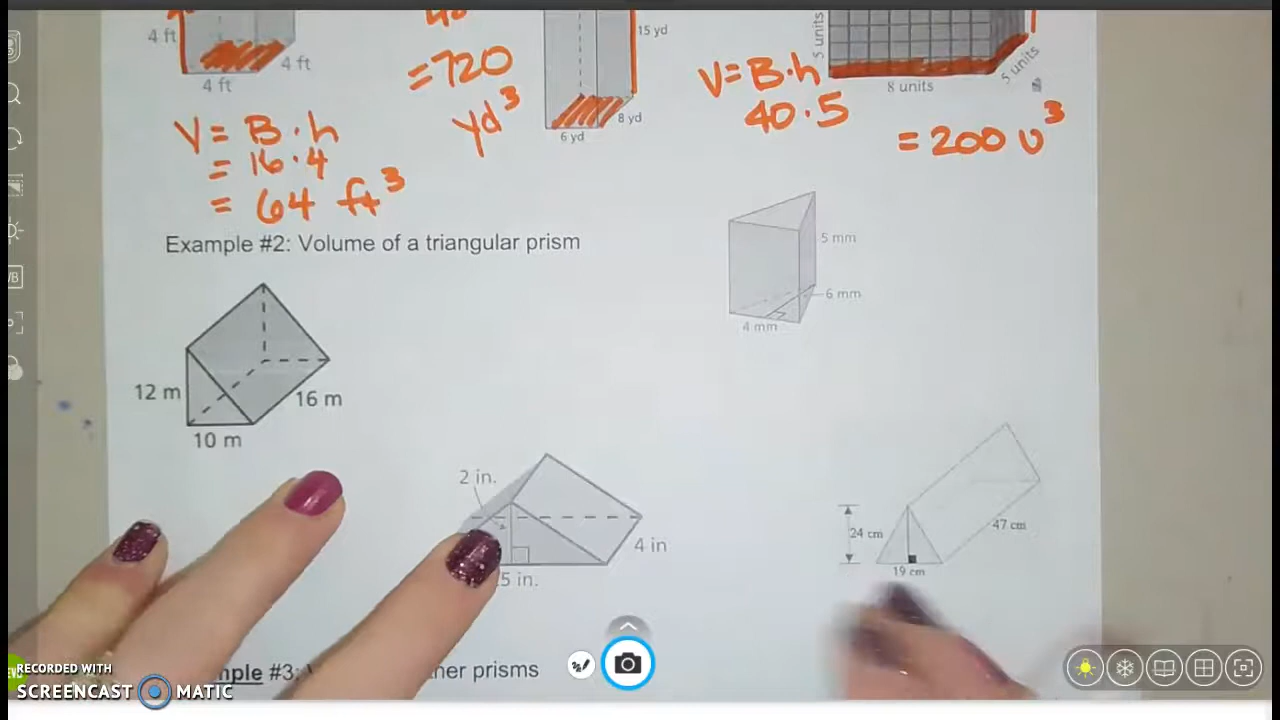 4 ft
4 ft
4 ft
V = B · h
= 16 · 4
= 64 ft³
= 720
yd³
15 yd
8 yd
6 yd
5 units
8 units
5 units
V = B · h
40 · 5
= 200 u³
Example #2: Volume of a triangular prism
12 m
10 m
16 m
5 mm
6 mm
4 mm
2 in.
5 in.
4 in
24 cm
19 cm
47 cm
#3:
prisms
RECORDED WITH
SCREENCAST MATIC